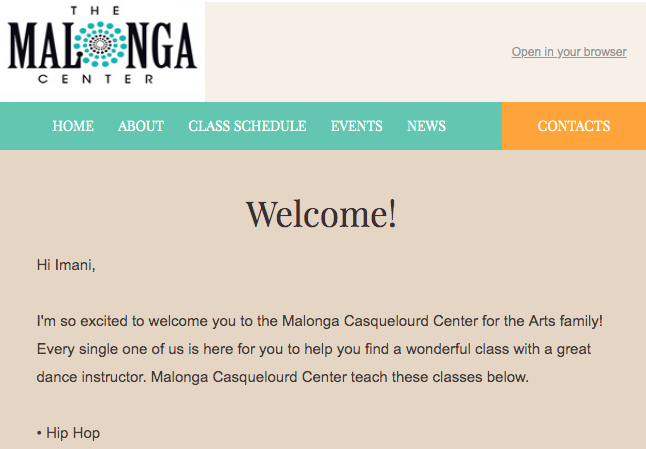 THE
MALONGA
CENTER
Open in your browser
HOME ABOUT CLASS SCHEDULE EVENTS NEWS CONTACTS
Welcome!
Hi Imani,
I'm so excited to welcome you to the Malonga Casquelourd Center for the Arts family!
Every single one of us is here for you to help you find a wonderful class with a great
dance instructor. Malonga Casquelourd Center teach these classes below.
• Hip Hop